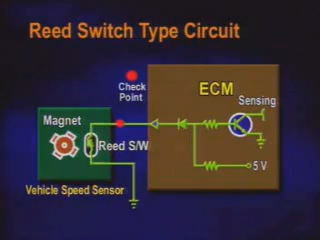 Reed Switch Type Circuit
Check
Point
ECM
Sensing
Magnet
Reed S/W
5 V
Vehicle Speed Sensor